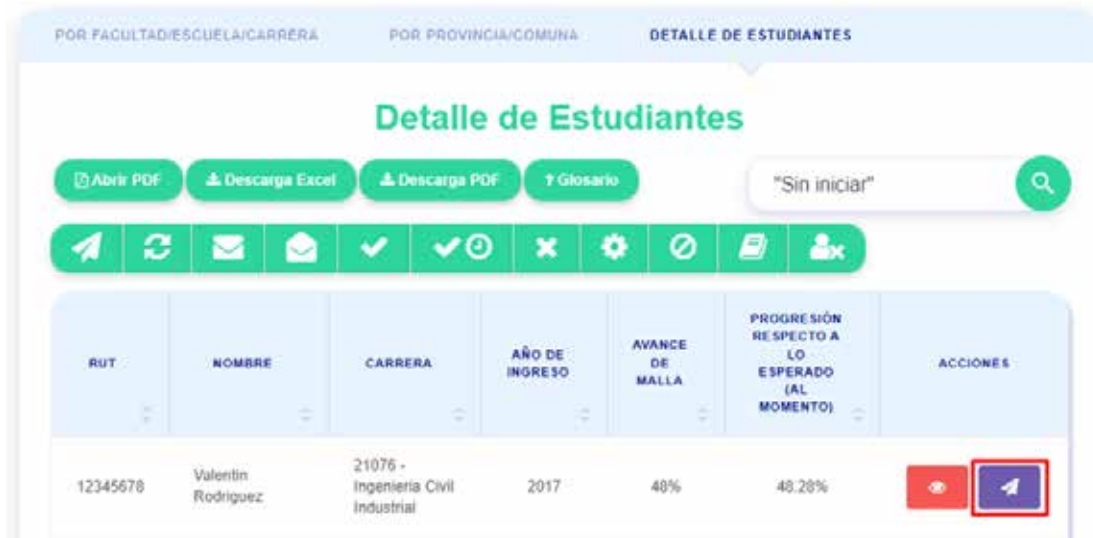 POR FACULTAD/ESCUELA/CARRERA POR PROVINCIA/COMUNA DETALLE DE ESTUDIANTES
Detalle de Estudiantes
Abrir PDF Descarga Excel Descarga PDF ? Glosario "Sin iniciar"
RUT
NOMBRE
CARRERA
AÑO DE
INGRESO
AVANCE
DE
MALLA
PROGRESIÓN
RESPECTO A
LO
ESPERADO
(AL
MOMENTO)
ACCIONES
12345678
Valentin
Rodriguez
21076 -
Ingenieria Civil
Industrial
2017
48%
48.28%